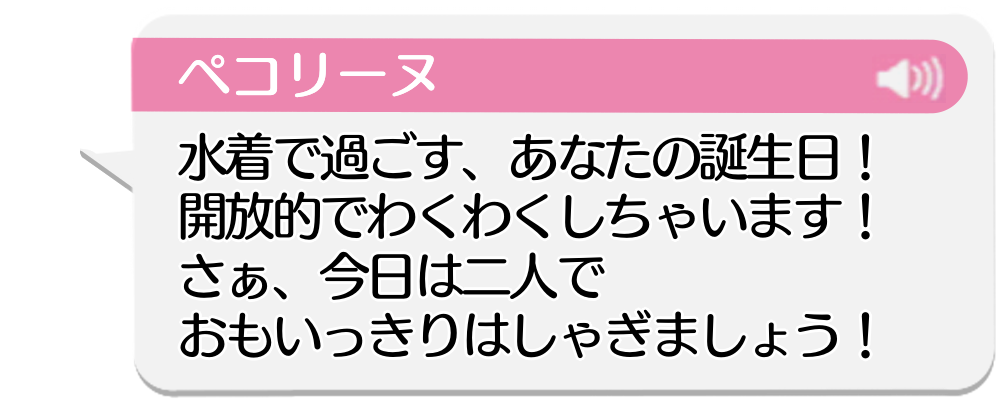 ペコリーヌ
水着で過ごす、あなたの誕生日！
開放的でわくわくしちゃいます！
さぁ、今日は二人で
おもいっきりはしゃぎましょう！